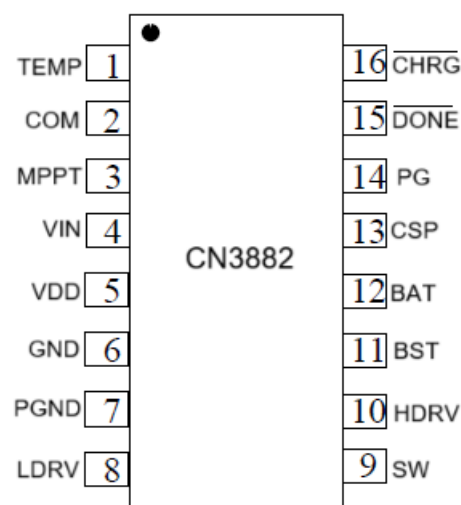 TEMP 1 16 CHRG
COM 2 15 DONE
MPPT 3 14 PG
VIN 4 13 CSP
CN3882
VDD 5 12 BAT
GND 6 11 BST
PGND 7 10 HDRV
LDRV 8 9 SW